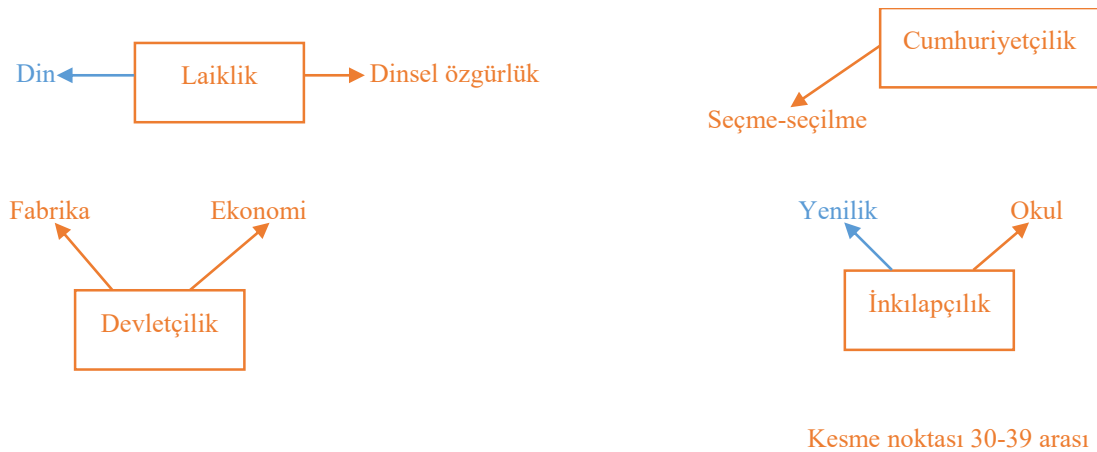 Cumhuriyetçilik
Din
Laiklik
Dinsel özgürlük
Seçme-seçilme
Fabrika
Ekonomi
Yenilik
Okul
Devletçilik
İnkılapçılık
Kesme noktası 30-39 arası